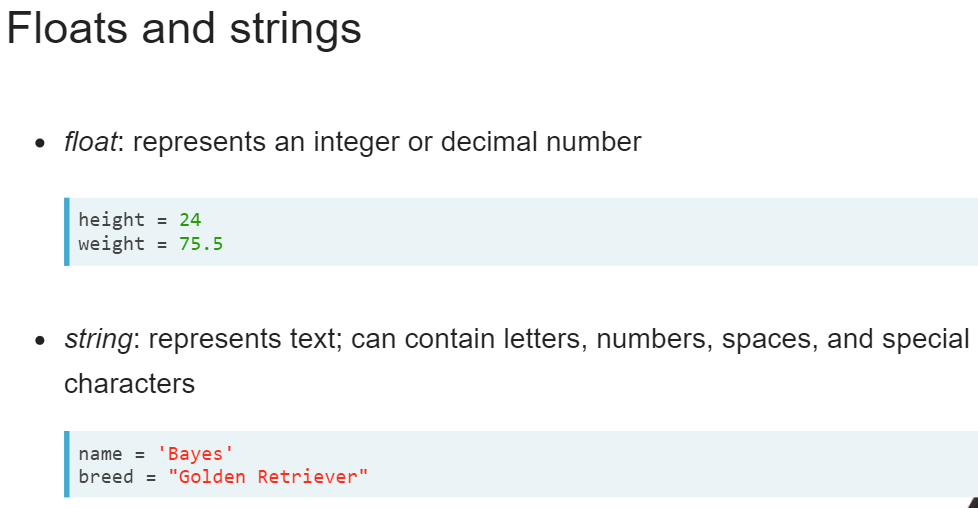 Floats and strings
• float: represents an integer or decimal number
height = 24
weight = 75.5
• string: represents text; can contain letters, numbers, spaces, and special
characters
name = 'Bayes'
breed = "Golden Retriever"